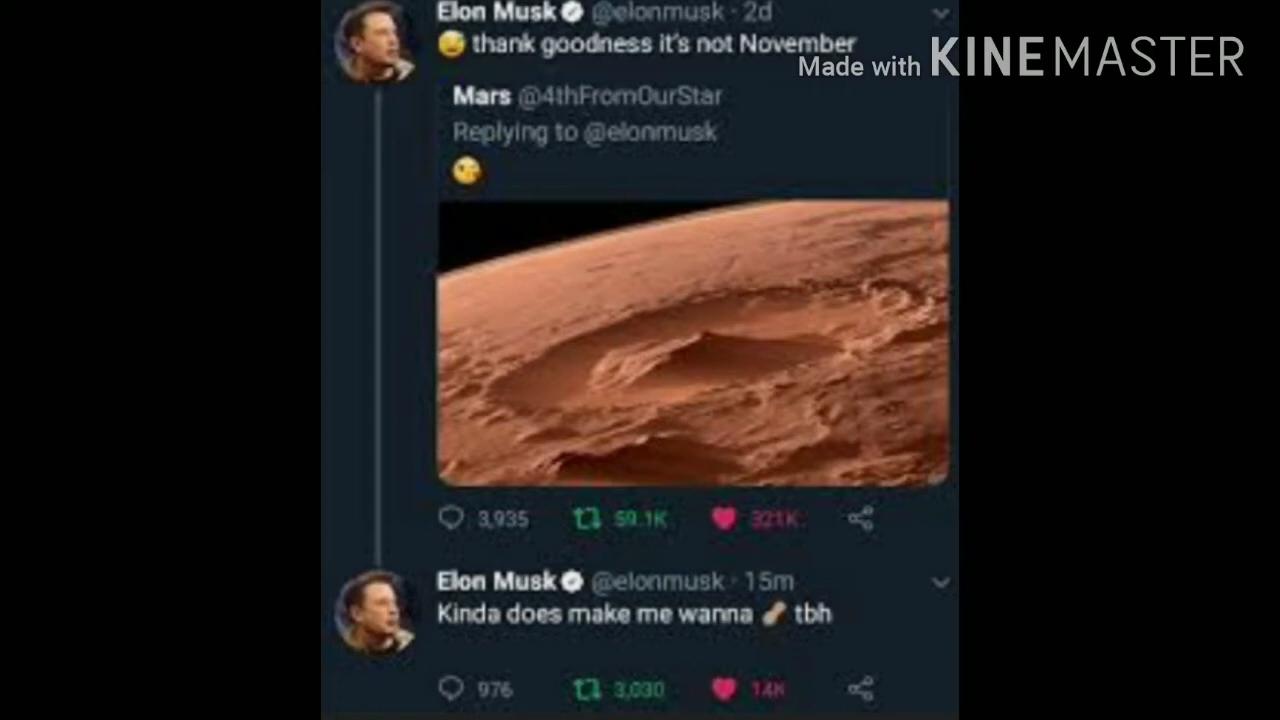 Elon Musk @elonmusk · 2d
😅 thank goodness it's not November
Made with KINEMASTER
Mars @4thFromOurStar
Replying to @elonmusk
3,935 59.1K 321K
Elon Musk @elonmusk · 15m
Kinda does make me wanna 🥜 tbh
976 3,030 14K